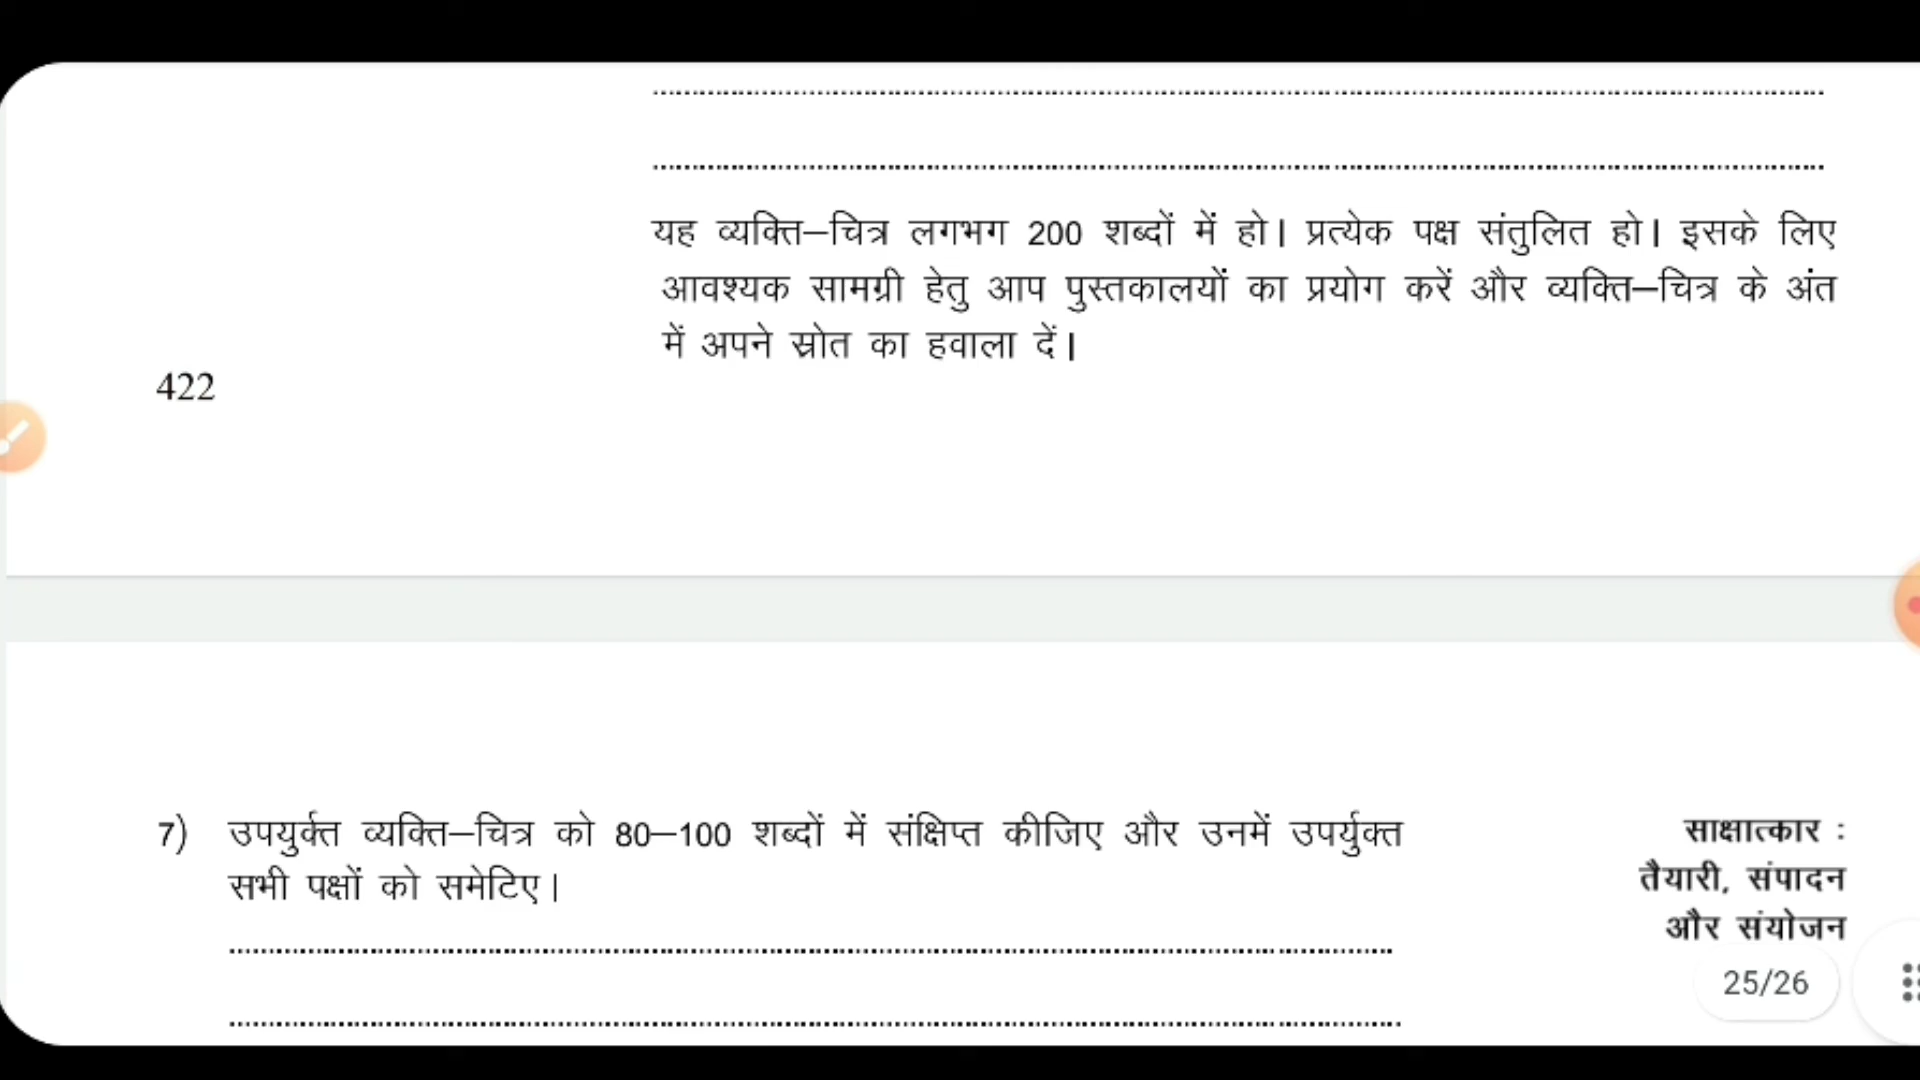 यह व्यक्ति–चित्र लगभग 200 शब्दों में हो। प्रत्येक पक्ष संतुलित हो। इसके लिए
आवश्यक सामग्री हेतु आप पुस्तकालयों का प्रयोग करें और व्यक्ति–चित्र के अंत
में अपने स्रोत का हवाला दें।
422
7) उपयुर्क्त व्यक्ति–चित्र को 80–100 शब्दों में संक्षिप्त कीजिए और उनमें उपर्युक्त
सभी पक्षों को समेटिए।
साक्षात्कार :
तैयारी, संपादन
और संयोजन
25/26